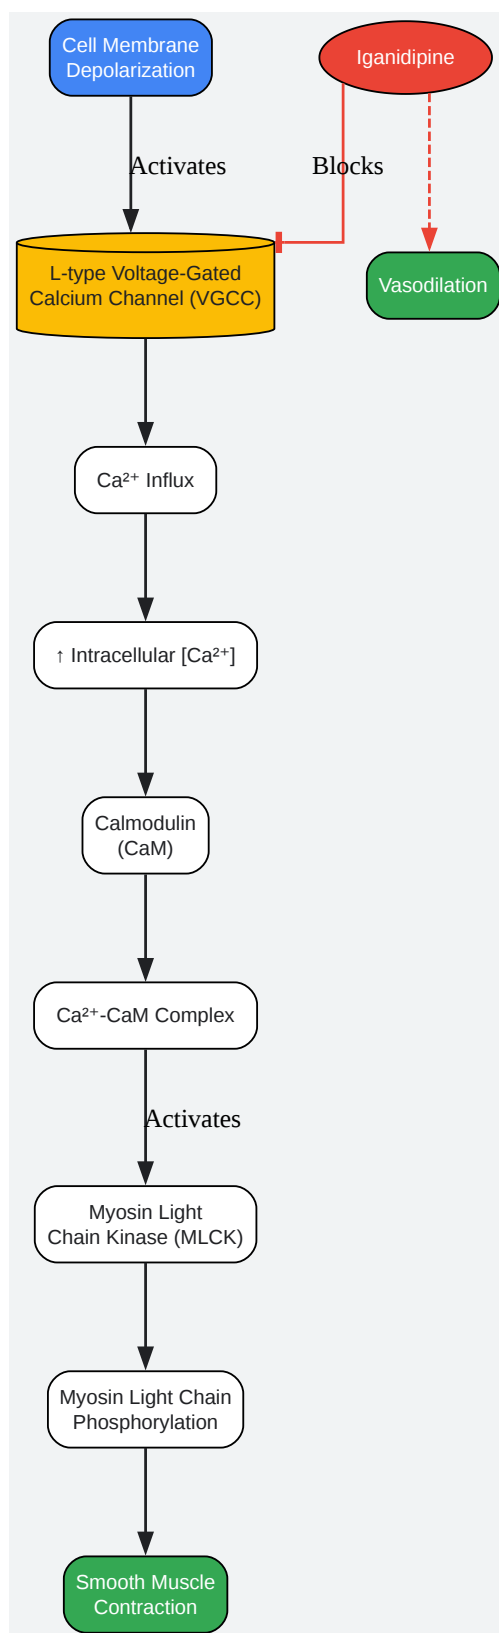 Cell Membrane
Depolarization
Iganidipine
Activates
Blocks
L-type Voltage-Gated
Calcium Channel (VGCC)
Vasodilation
Ca²⁺ Influx
↑ Intracellular [Ca²⁺]
Calmodulin
(CaM)
Ca²⁺-CaM Complex
Activates
Myosin Light
Chain Kinase (MLCK)
Myosin Light Chain
Phosphorylation
Smooth Muscle
Contraction